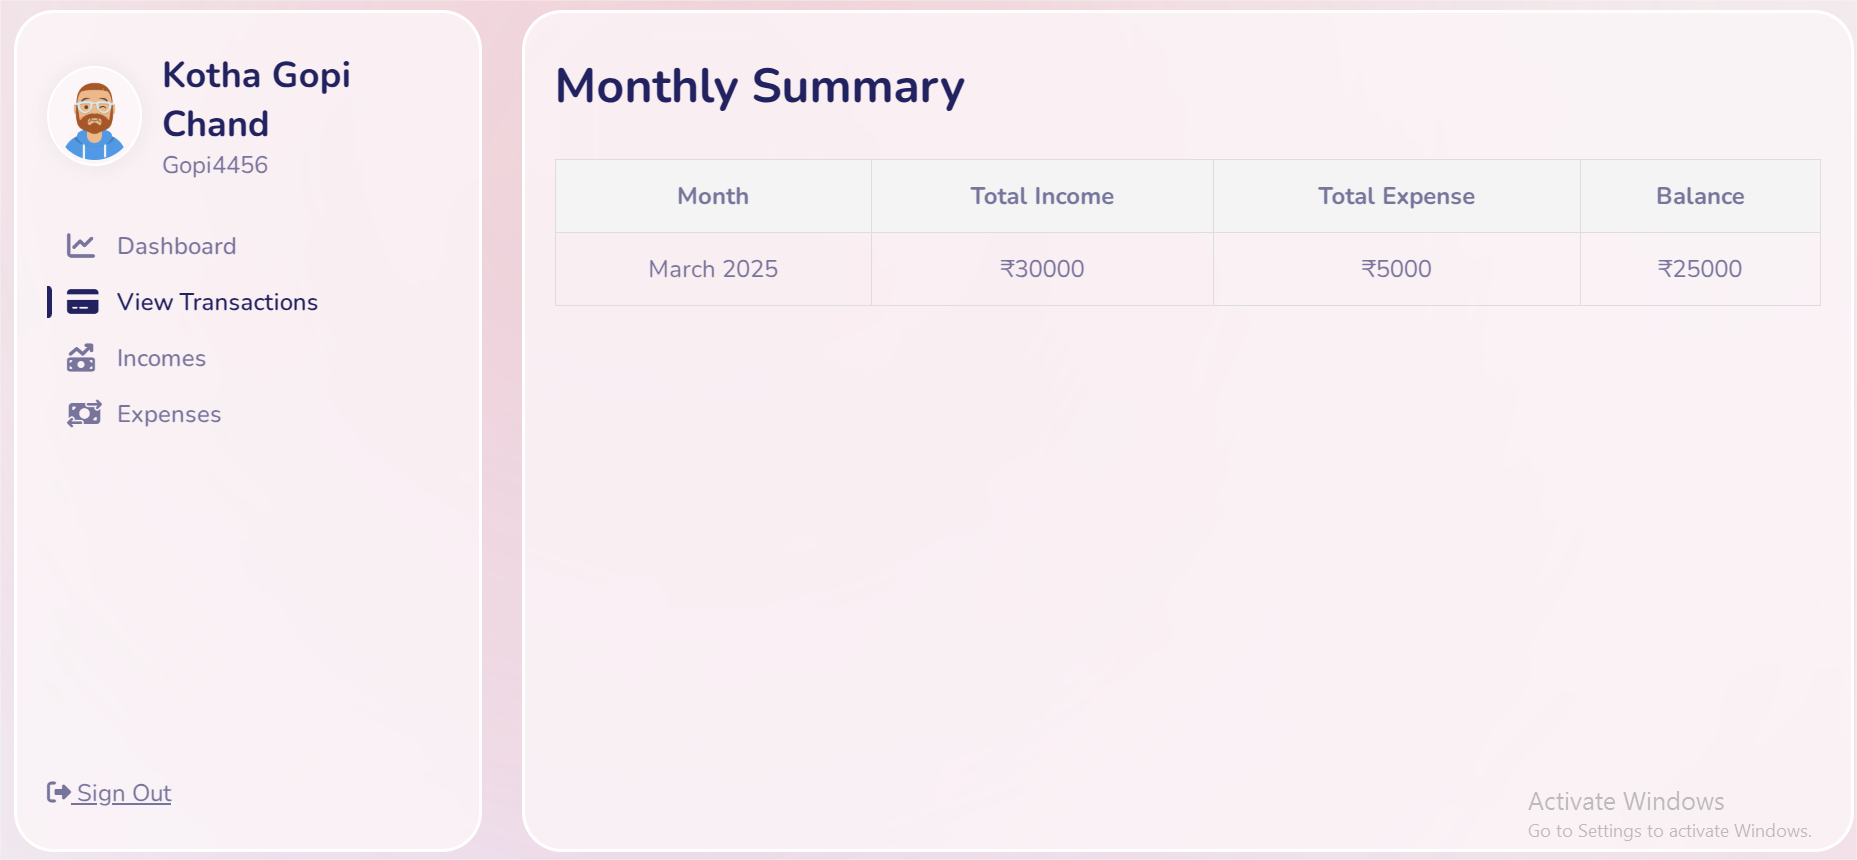 Kotha Gopi
Chand
Gopi4456
Dashboard
View Transactions
Incomes
Expenses
Sign Out
Monthly Summary
Month Total Income Total Expense Balance
March 2025 ₹30000 ₹5000 ₹25000
Activate Windows
Go to Settings to activate Windows.